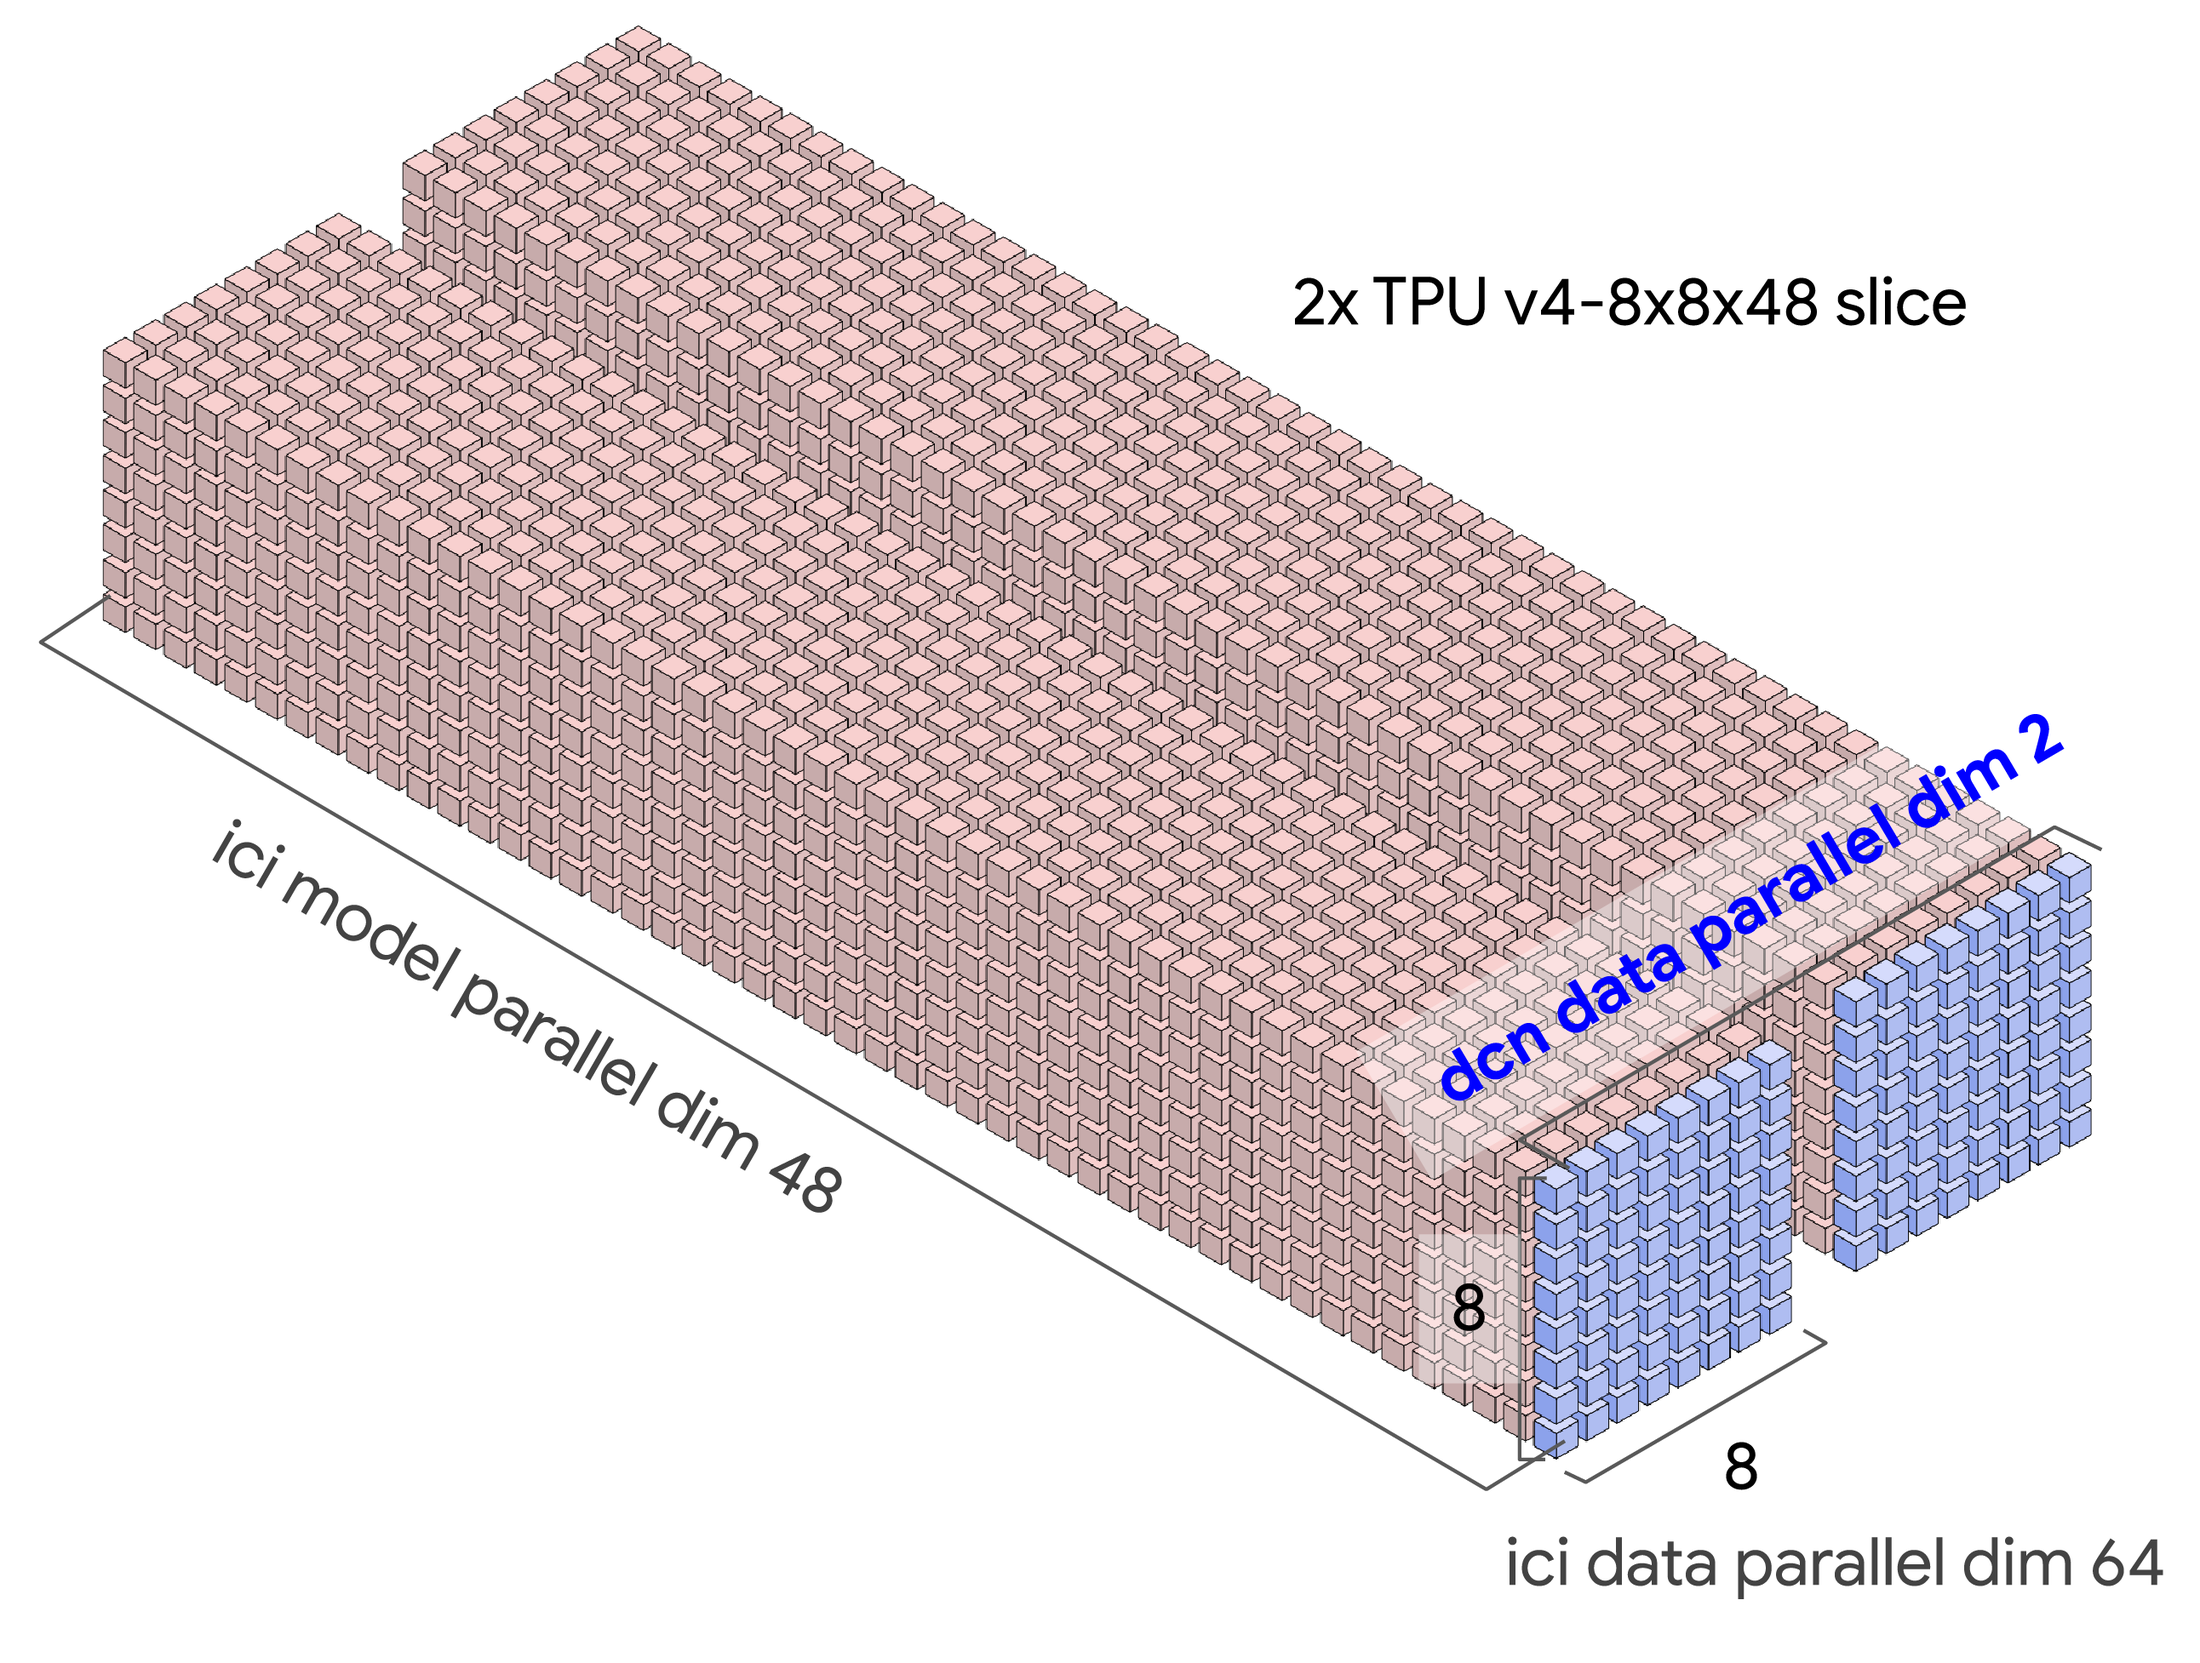 2x TPU v4-8x8x48 slice
dcn data parallel dim 2
ici model parallel dim 48
8
8
ici data parallel dim 64